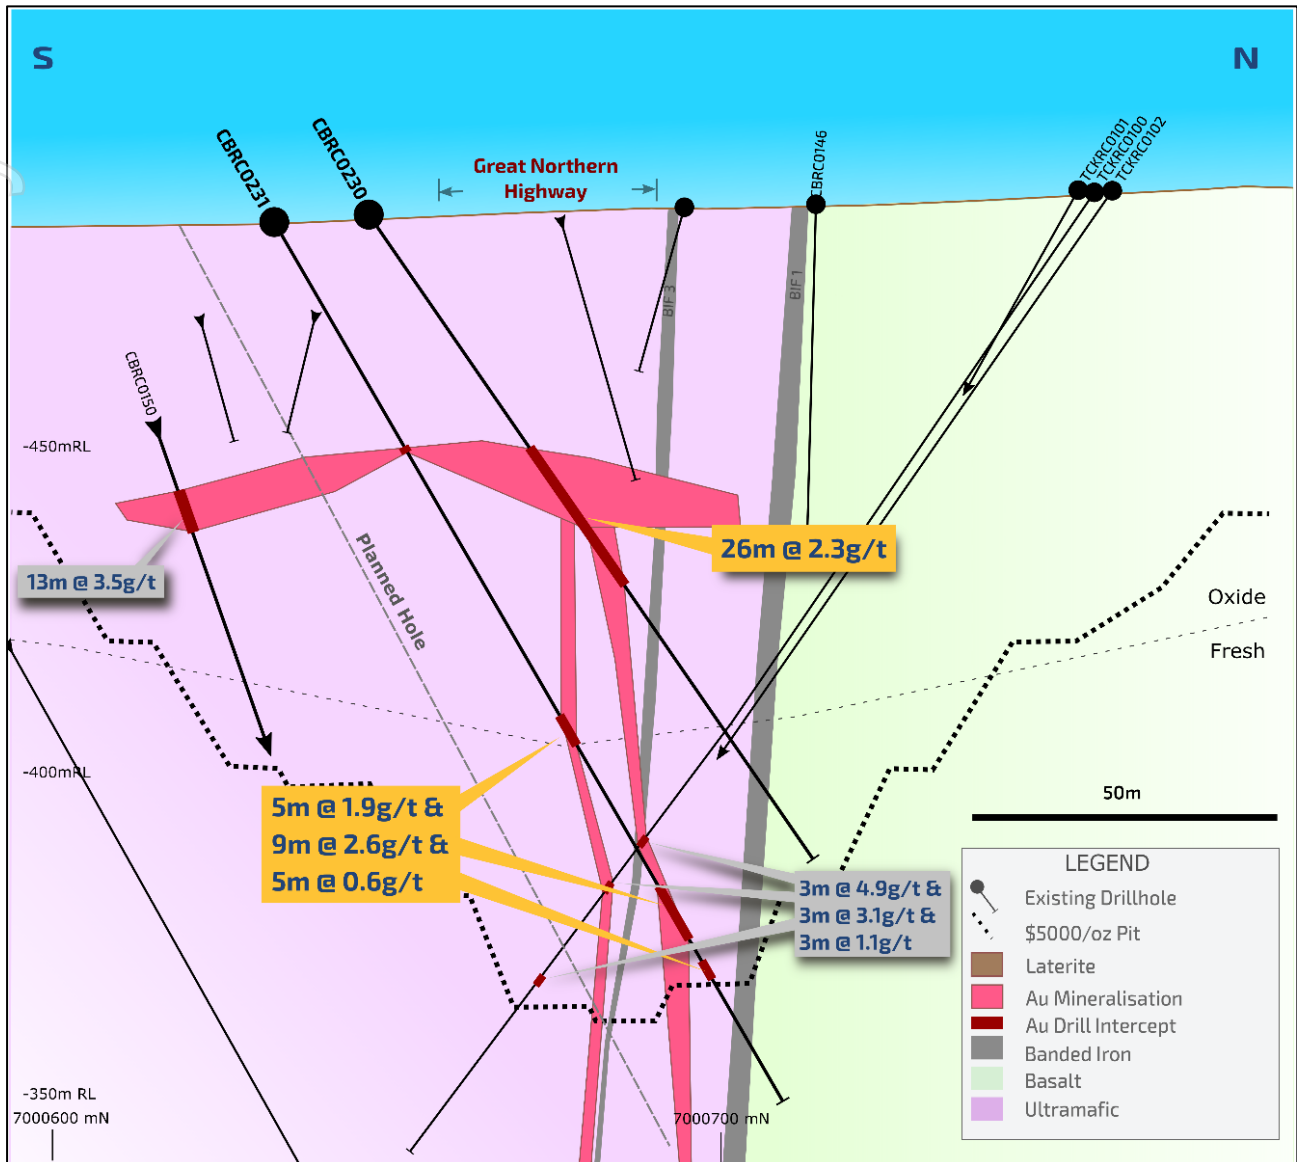 S
N
CBRC0231
CBRC0230
Great Northern
Highway
CBRC0146
TCKRC0101
TCKRC0100
TCKRC0102
BIF 3
BIF 1
CBRC0150
-450mRL
Planned Hole
26m @ 2.3g/t
13m @ 3.5g/t
Oxide
Fresh
-400mRL
50m
5m @ 1.9g/t &
9m @ 2.6g/t &
5m @ 0.6g/t
3m @ 4.9g/t &
3m @ 3.1g/t &
3m @ 1.1g/t
LEGEND
Existing Drillhole
$5000/oz Pit
Laterite
Au Mineralisation
Au Drill Intercept
Banded Iron
Basalt
Ultramafic
-350m RL
7000600 mN
7000700 mN